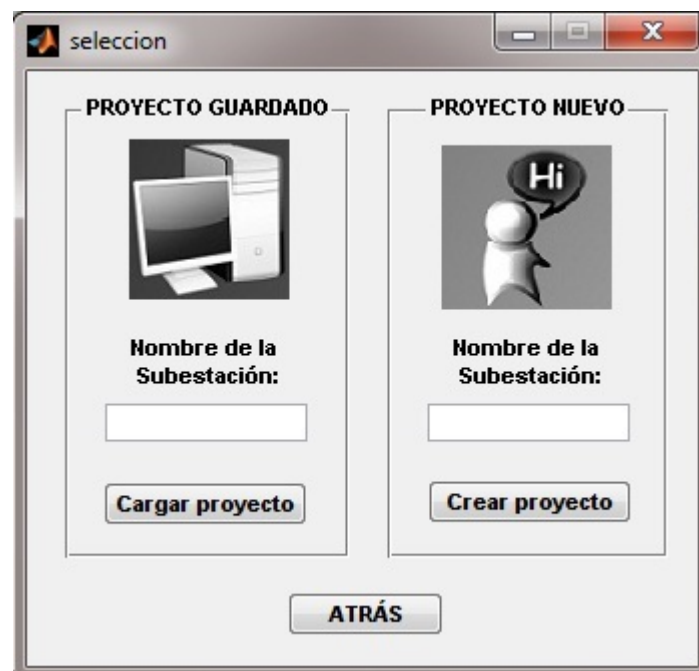 seleccion
PROYECTO GUARDADO
Nombre de la
Subestación:
Cargar proyecto
PROYECTO NUEVO
Hi
Nombre de la
Subestación:
Crear proyecto
ATRÁS